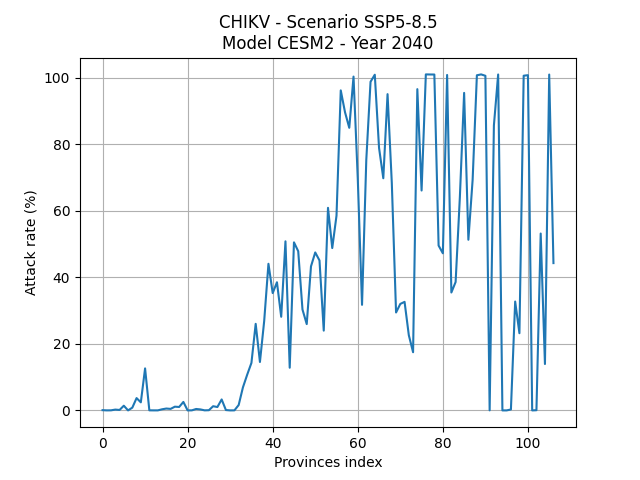 CHIKV - Scenario SSP5-8.5
Model CESM2 - Year 2040
100
80
60
40
20
0
Attack rate (%)
0 20 40 60 80 100
Provinces index